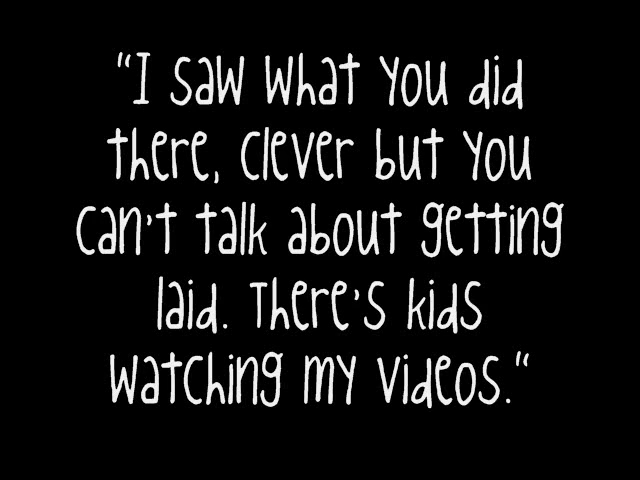 "I saw what you did
there, clever but you
can't talk about getting
laid. There's kids
watching my videos."